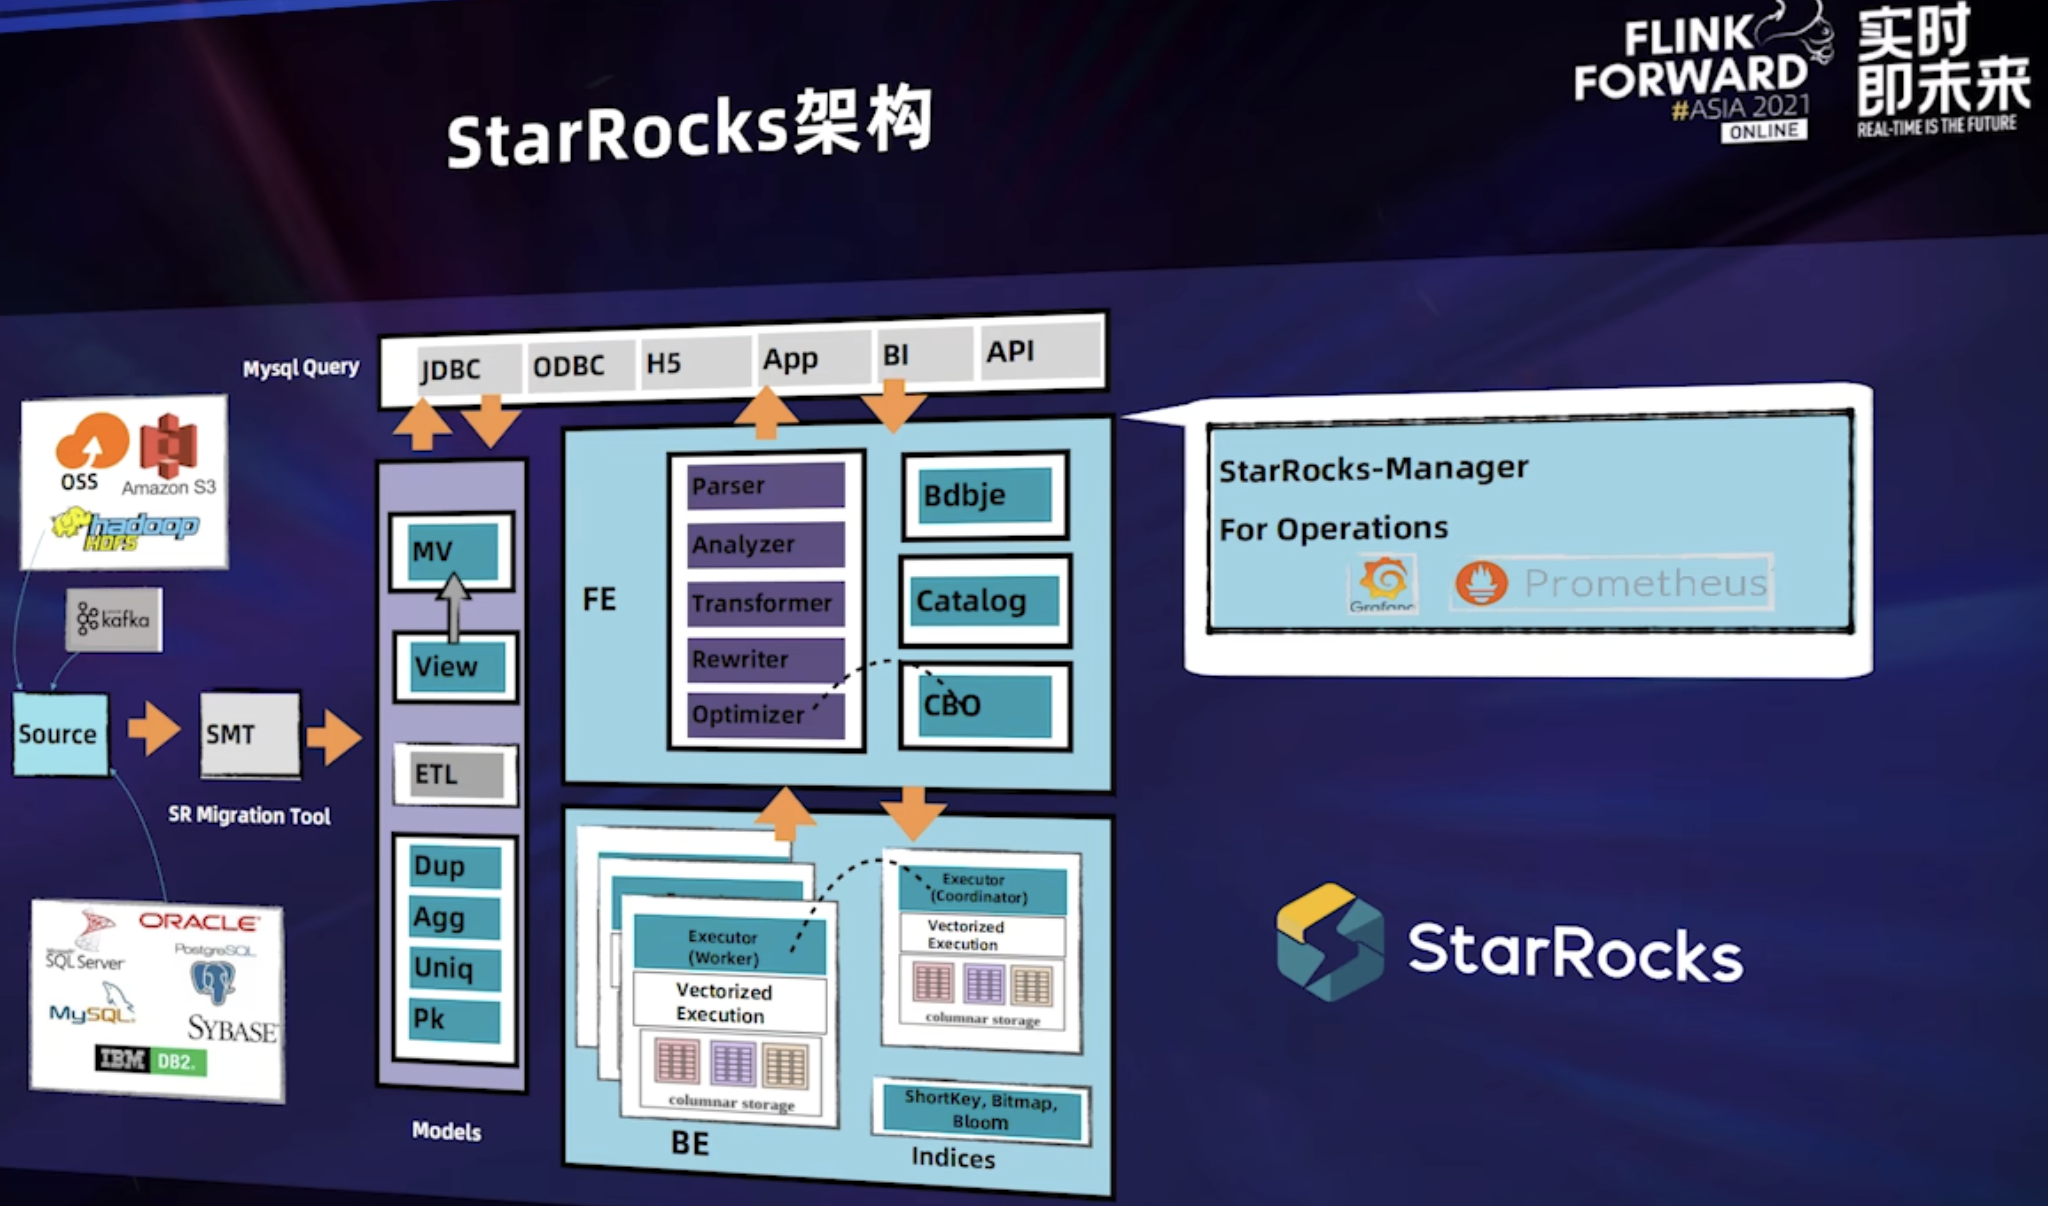 StarRocks架构
FLINK
FORWARD
#ASIA 2021
ONLINE
实时
即未来
REAL-TIME IS THE FUTURE
Mysql Query
JDBC
ODBC
H5
App
BI
API
OSS
Amazon S3
hadoop
HDFS
kafka
Source
SMT
SR Migration Tool
SQL Server
ORACLE
PostgreSQL
MySQL
SYBASE
IBM DB2.
MV
View
ETL
Dup
Agg
Uniq
Pk
Models
FE
Parser
Analyzer
Transformer
Rewriter
Optimizer
Bdbje
Catalog
CBO
Executor
(Worker)
Vectorized
Execution
columnar storage
BE
Executor
(Coordinator)
Vectorized
Execution
columnar storage
ShortKey, Bitmap,
Bloom
Indices
StarRocks-Manager
For Operations
Grafana
Prometheus
StarRocks